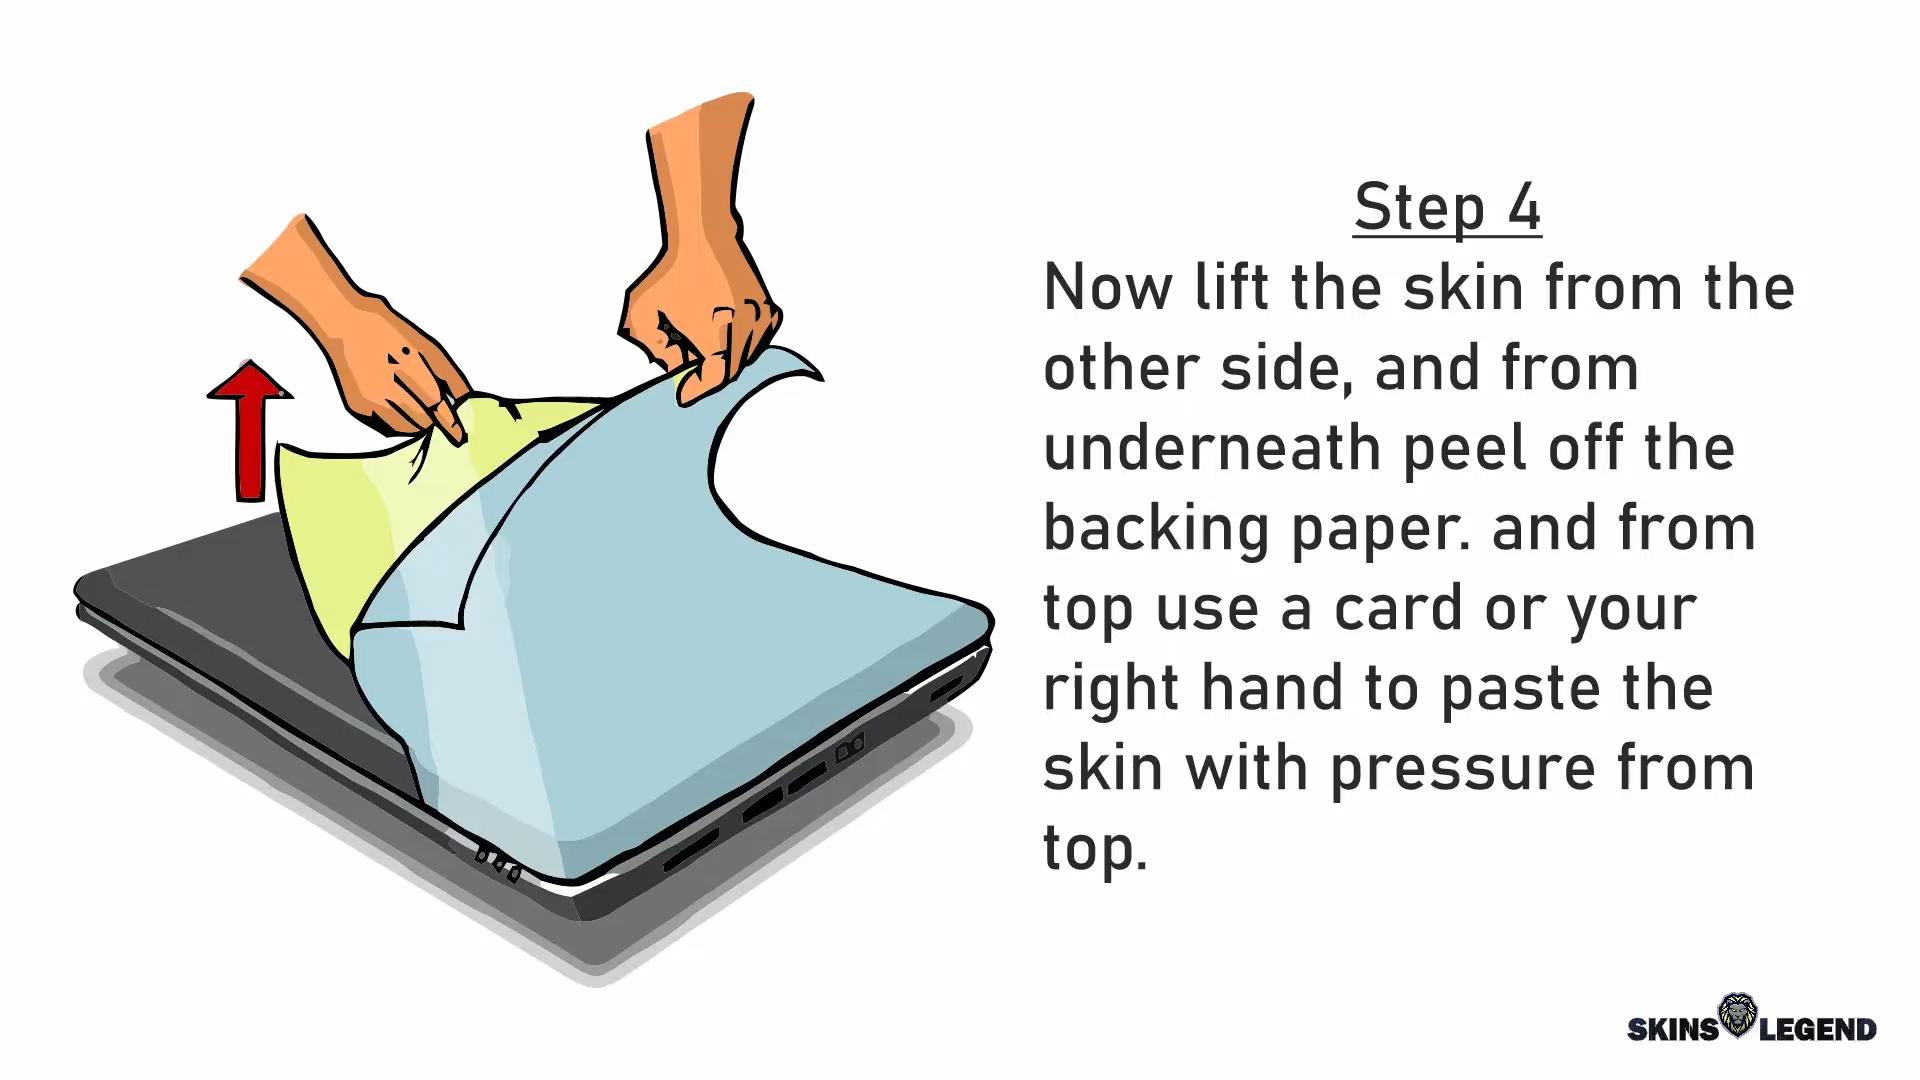 Step 4
Now lift the skin from the
other side, and from
underneath peel off the
backing paper. and from
top use a card or your
right hand to paste the
skin with pressure from
top.
SKINS LEGEND